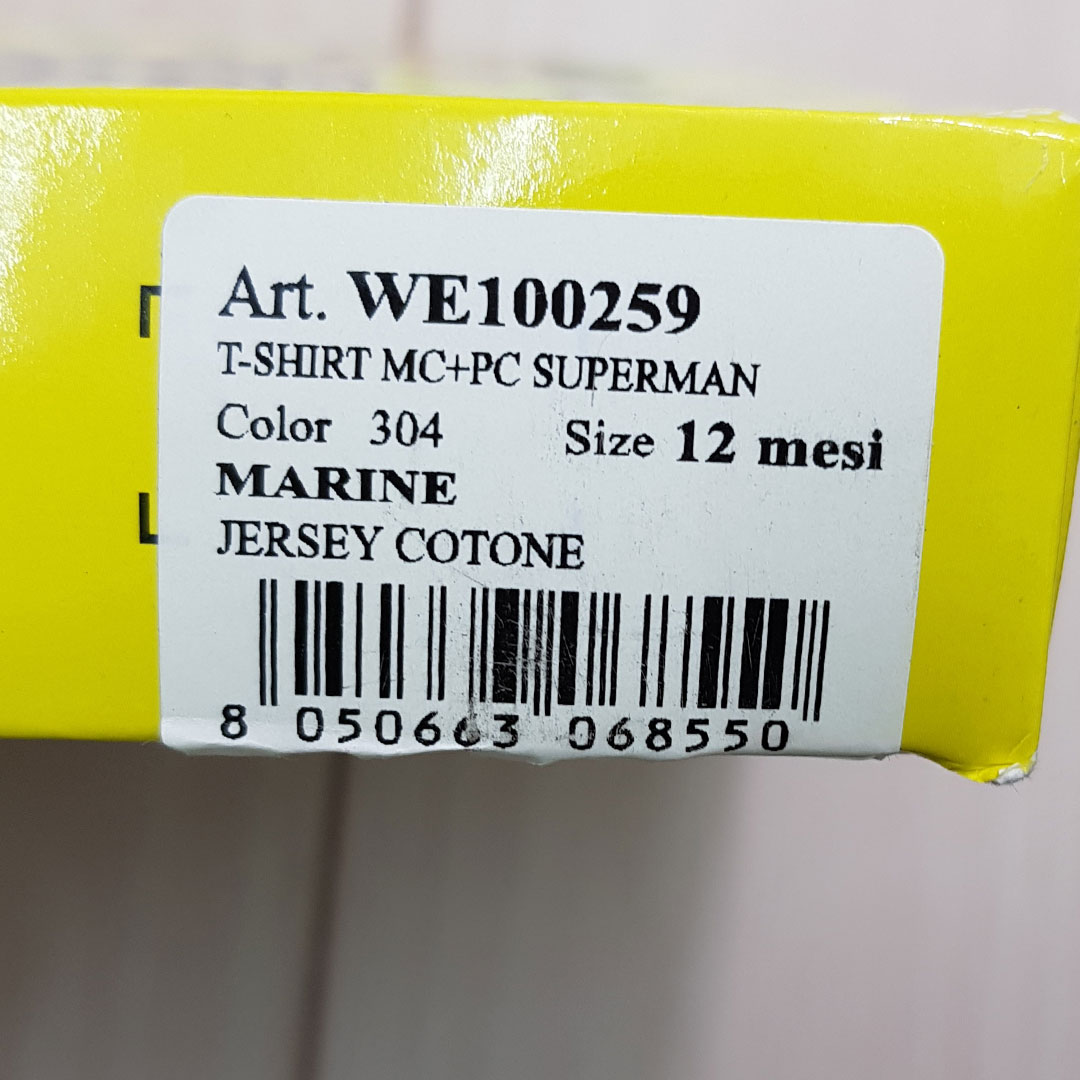 Art. WE100259
T-SHIRT MC+PC SUPERMAN
Color 304 Size 12 mesi
MARINE
JERSEY COTONE
8 050663 068550